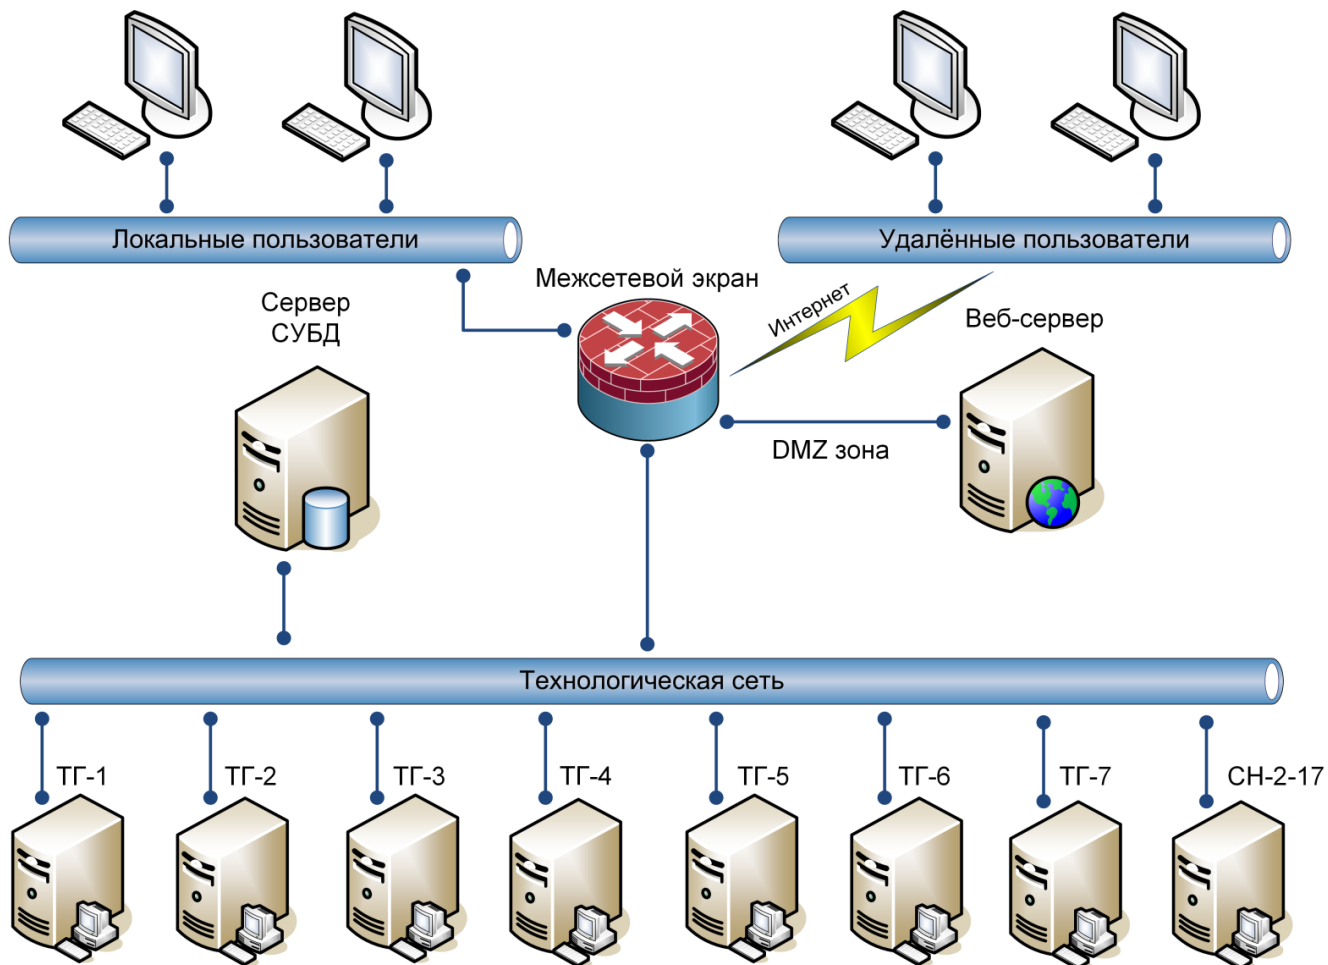 Локальные пользователи
Удалённые пользователи
Межсетевой экран
Интернет
Сервер
СУБД
Веб-сервер
DMZ зона
Технологическая сеть
ТГ-1
ТГ-2
ТГ-3
ТГ-4
ТГ-5
ТГ-6
ТГ-7
СН-2-17